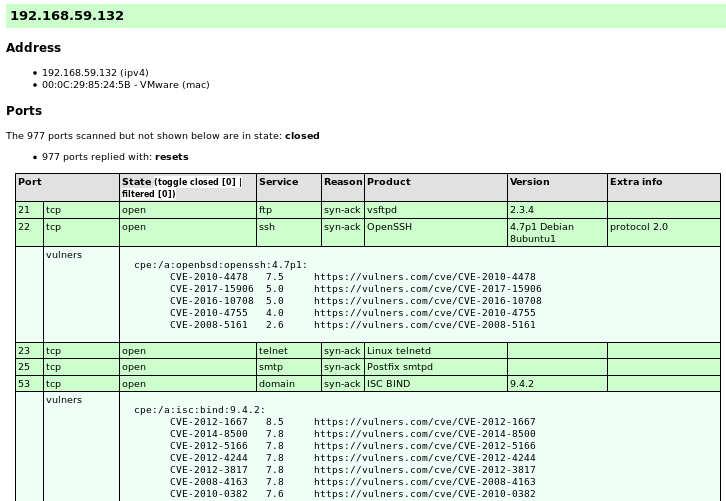 192.168.59.132
Address
• 192.168.59.132 (ipv4)
• 00:0C:29:85:24:5B - VMware (mac)
Ports
The 977 ports scanned but not shown below are in state: closed
• 977 ports replied with: resets
Port State (toggle closed [0] | filtered [0]) Service Reason Product Version Extra info
21 tcp open ftp syn-ack vsftpd 2.3.4
22 tcp open ssh syn-ack OpenSSH 4.7p1 Debian 8ubuntu1 protocol 2.0
vulners
cpe:/a:openbsd:openssh:4.7p1:
CVE-2010-4478 7.5 https://vulners.com/cve/CVE-2010-4478
CVE-2017-15906 5.0 https://vulners.com/cve/CVE-2017-15906
CVE-2016-10708 5.0 https://vulners.com/cve/CVE-2016-10708
CVE-2010-4755 4.0 https://vulners.com/cve/CVE-2010-4755
CVE-2008-5161 2.6 https://vulners.com/cve/CVE-2008-5161
23 tcp open telnet syn-ack Linux telnetd
25 tcp open smtp syn-ack Postfix smtpd
53 tcp open domain syn-ack ISC BIND 9.4.2
vulners
cpe:/a:isc:bind:9.4.2:
CVE-2012-1667 8.5 https://vulners.com/cve/CVE-2012-1667
CVE-2014-8500 7.8 https://vulners.com/cve/CVE-2014-8500
CVE-2012-5166 7.8 https://vulners.com/cve/CVE-2012-5166
CVE-2012-4244 7.8 https://vulners.com/cve/CVE-2012-4244
CVE-2012-3817 7.8 https://vulners.com/cve/CVE-2012-3817
CVE-2008-4163 7.8 https://vulners.com/cve/CVE-2008-4163
CVE-2010-0382 7.6 https://vulners.com/cve/CVE-2010-0382